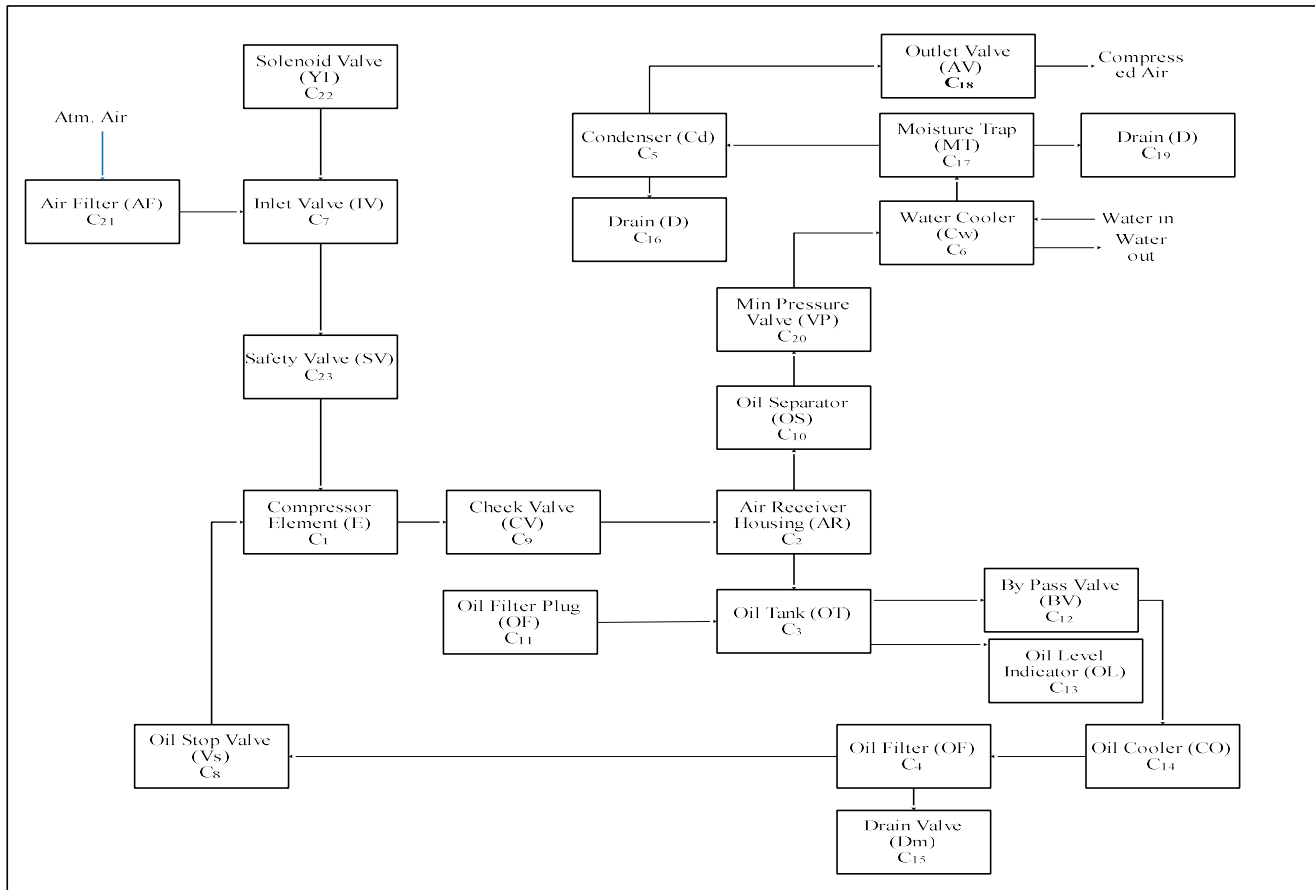 Solenoid Valve
(Y1)
C₂₂
Outlet Valve
(AV)
C₁₈
Compress
ed Air
Atm. Air
Condenser (Cd)
C₅
Moisture Trap
(MT)
C₁₇
Drain (D)
C₁₉
Air Filter (AF)
C₂₁
Inlet Valve (IV)
C₇
Drain (D)
C₁₆
Water Cooler
(Cw)
C₆
Water in
Water
out
Min Pressure
Valve (VP)
C₂₀
Safety Valve (SV)
C₂₃
Oil Separator
(OS)
C₁₀
Compressor
Element (E)
C₁
Check Valve
(CV)
C₉
Air Receiver
Housing (AR)
C₂
Oil Filter Plug
(OF)
C₁₁
Oil Tank (OT)
C₃
By Pass Valve
(BV)
C₁₂
Oil Level
Indicator (OL)
C₁₃
Oil Stop Valve
(Vs)
C₈
Oil Filter (OF)
C₄
Oil Cooler (CO)
C₁₄
Drain Valve
(Dm)
C₁₅